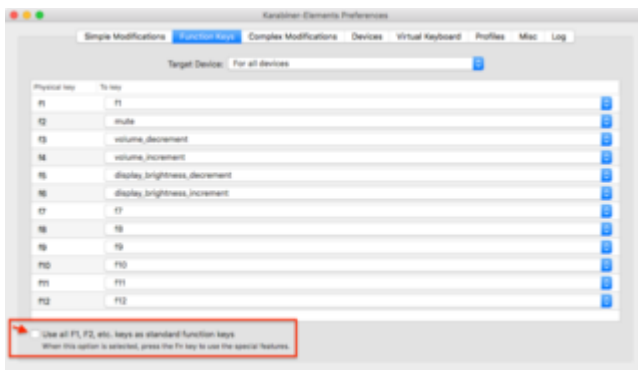 Karabiner-Elements Preferences
Simple Modifications Function Keys Complex Modifications Devices Virtual Keyboard Profiles Misc Log
Target Device: For all devices
Physical key To key
f1 f1
f2 mute
f3 volume_decrement
f4 volume_increment
f5 display_brightness_decrement
f6 display_brightness_increment
f7 f7
f8 f8
f9 f9
f10 f10
f11 f11
f12 f12
Use all F1, F2, etc. keys as standard function keys
When this option is selected, press the Fn key to use the special features.